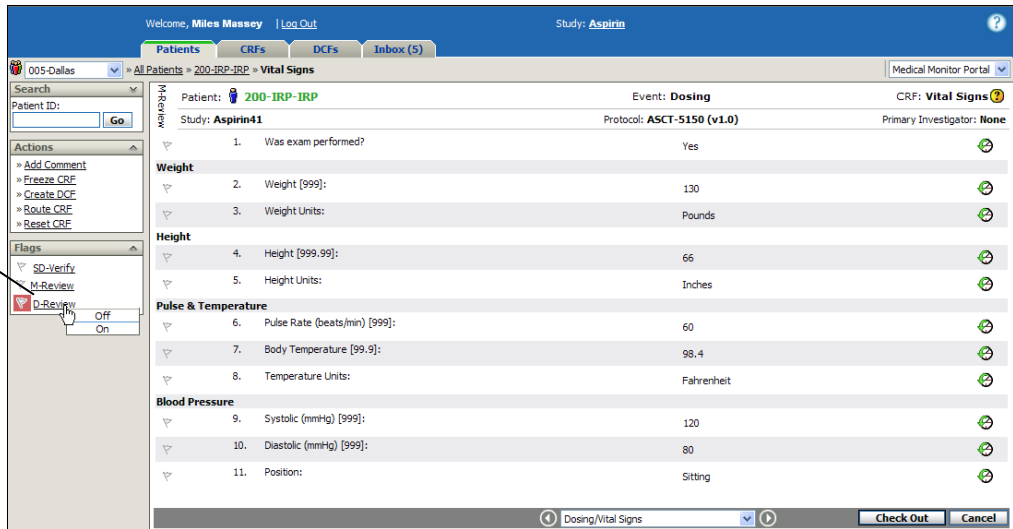 Welcome, Miles Massey | Log Out Study: Aspirin ?
Patients CRFs DCFs Inbox (5)
005-Dallas » All Patients » 200-IRP-IRP » Vital Signs Medical Monitor Portal
Search
Patient ID:
Go
Actions
» Add Comment
» Freeze CRF
» Create DCF
» Route CRF
» Reset CRF
Flags
SD-Verify
M-Review
D-Review
Off
On
M-Review
Patient: 200-IRP-IRP Event: Dosing CRF: Vital Signs ?
Study: Aspirin41 Protocol: ASCT-5150 (v1.0) Primary Investigator: None
1. Was exam performed? Yes
Weight
2. Weight [999]: 130
3. Weight Units: Pounds
Height
4. Height [999.99]: 66
5. Height Units: Inches
Pulse & Temperature
6. Pulse Rate (beats/min) [999]: 60
7. Body Temperature [99.9]: 98.4
8. Temperature Units: Fahrenheit
Blood Pressure
9. Systolic (mmHg) [999]: 120
10. Diastolic (mmHg) [999]: 80
11. Position: Sitting
Dosing/Vital Signs Check Out Cancel